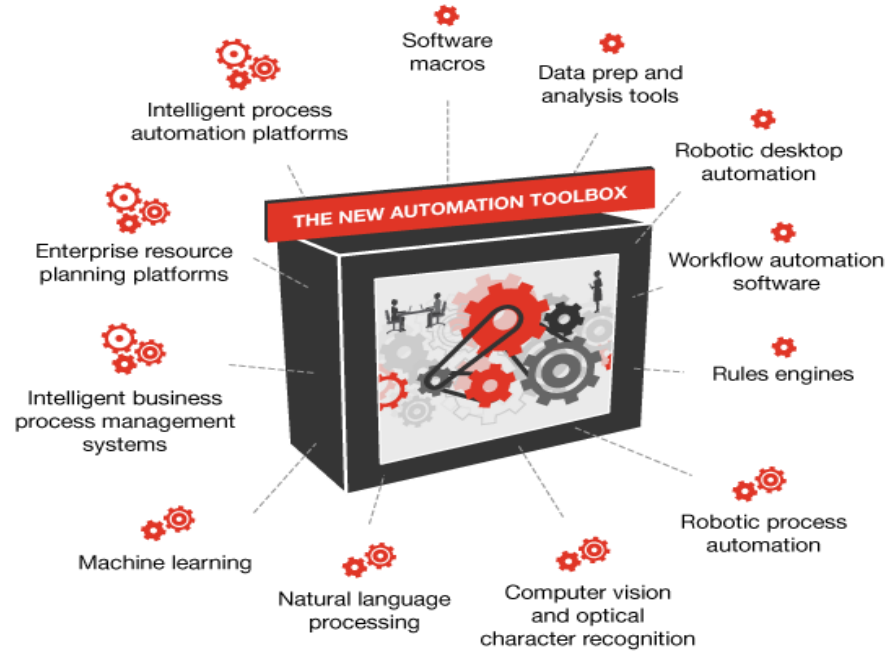 Software
macros
Data prep and
analysis tools
Intelligent process
automation platforms
Robotic desktop
automation
THE NEW AUTOMATION TOOLBOX
Enterprise resource
planning platforms
Workflow automation
software
Rules engines
Intelligent business
process management
systems
Robotic process
automation
Machine learning
Natural language
processing
Computer vision
and optical
character recognition